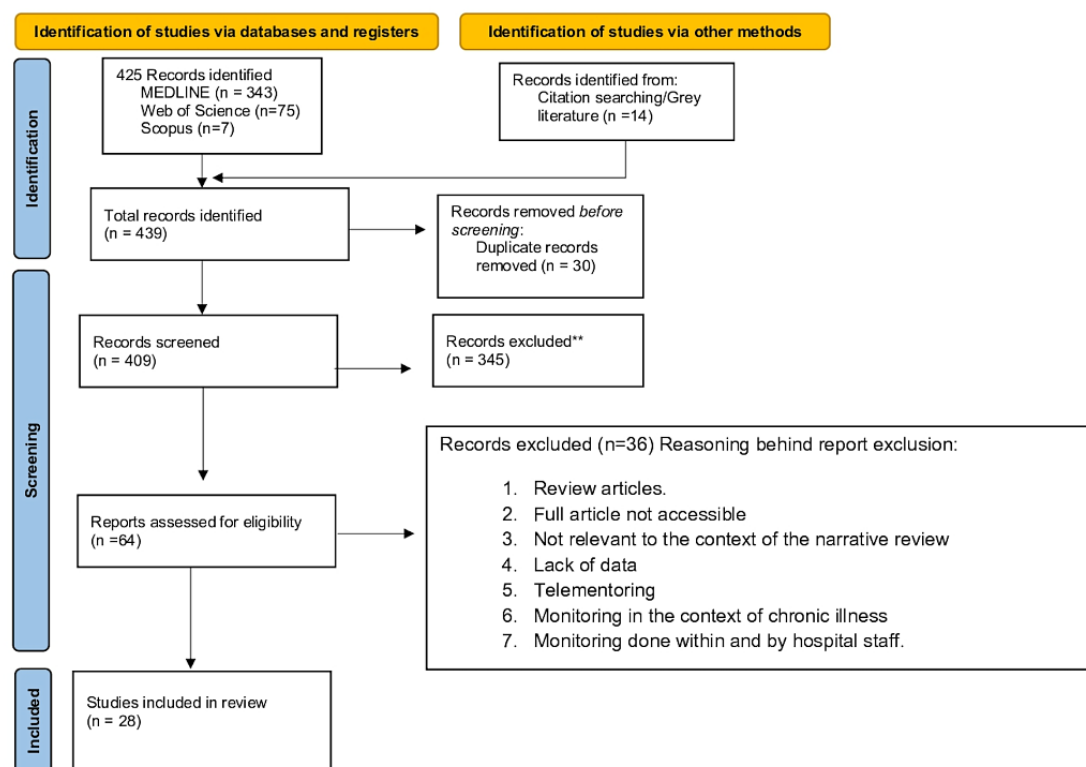 Identification of studies via databases and registers
Identification of studies via other methods
Identification
425 Records identified
MEDLINE (n = 343)
Web of Science (n=75)
Scopus (n=7)
Records identified from:
Citation searching/Grey
literature (n =14)
Total records identified
(n = 439)
Records removed before
screening:
Duplicate records
removed (n = 30)
Screening
Records screened
(n = 409)
Records excluded**
(n = 345)
Reports assessed for eligibility
(n =64)
Records excluded (n=36) Reasoning behind report exclusion:
1. Review articles.
2. Full article not accessible
3. Not relevant to the context of the narrative review
4. Lack of data
5. Telementoring
6. Monitoring in the context of chronic illness
7. Monitoring done within and by hospital staff.
Included
Studies included in review
(n = 28)